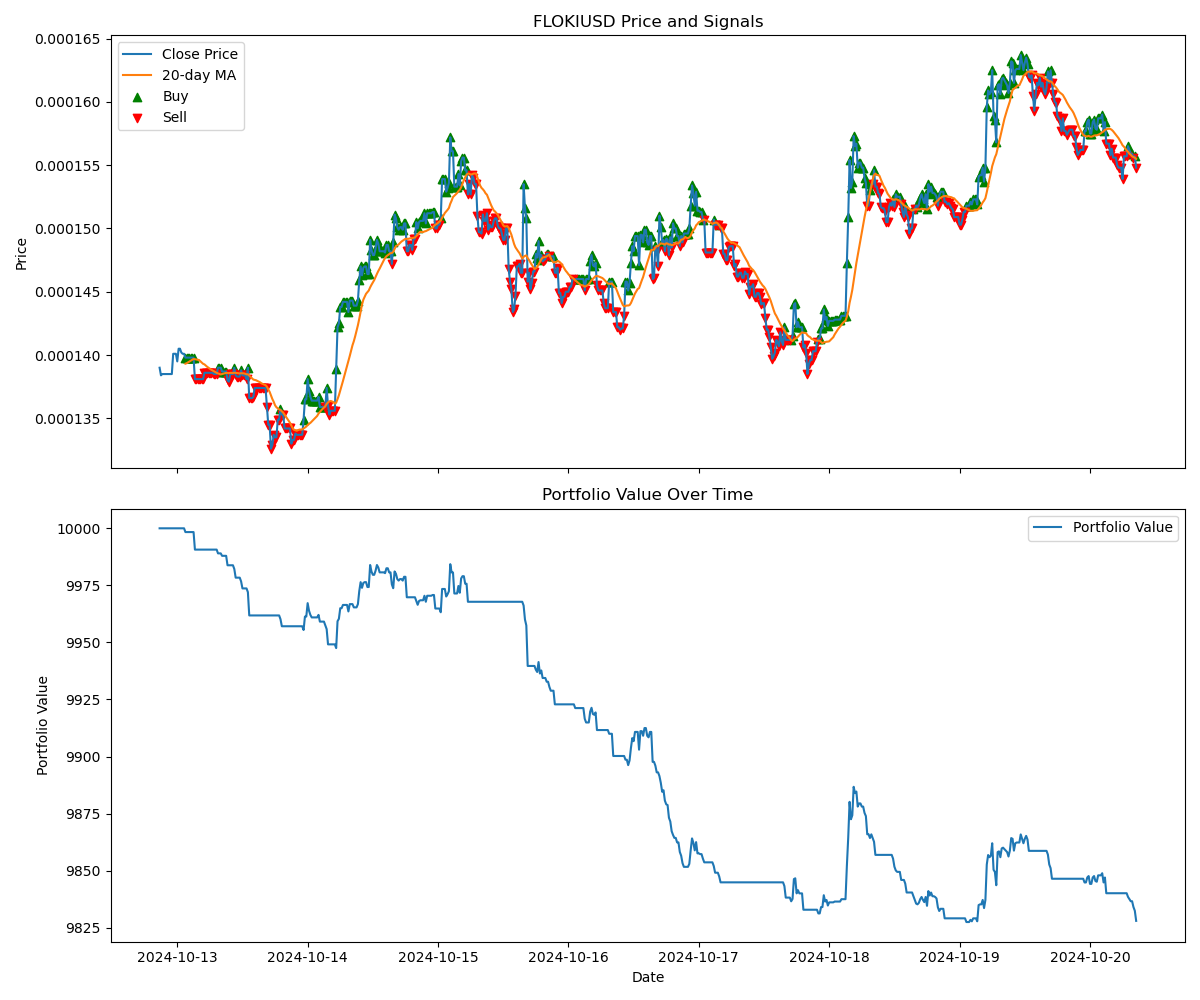 FLOKIUSD Price and Signals
0.000165
0.000160
0.000155
0.000150
0.000145
0.000140
0.000135
Price
Close Price
20-day MA
Buy
Sell
Portfolio Value Over Time
10000
9975
9950
9925
9900
9875
9850
9825
Portfolio Value
Portfolio Value
2024-10-13 2024-10-14 2024-10-15 2024-10-16 2024-10-17 2024-10-18 2024-10-19 2024-10-20
Date